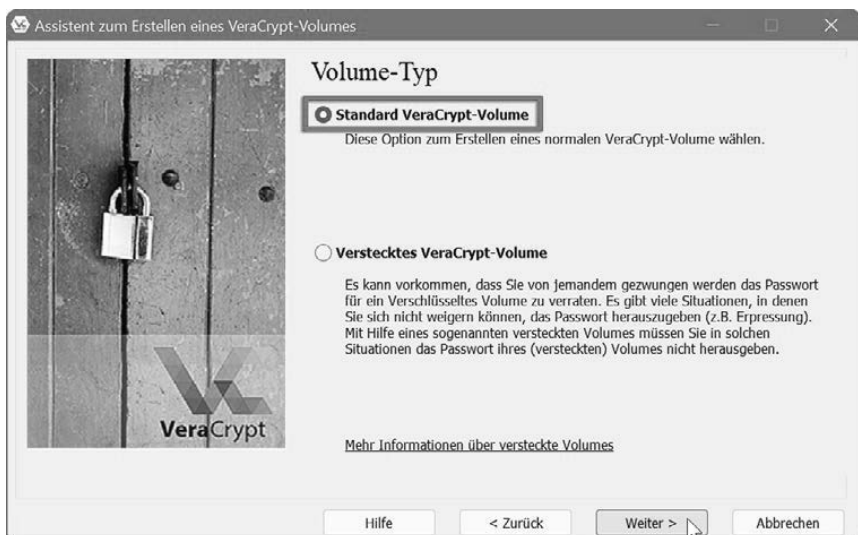 Assistent zum Erstellen eines VeraCrypt-Volumes
Volume-Typ
Standard VeraCrypt-Volume
Diese Option zum Erstellen eines normalen VeraCrypt-Volume wählen.
Verstecktes VeraCrypt-Volume
Es kann vorkommen, dass Sie von jemandem gezwungen werden das Passwort
für ein Verschlüsseltes Volume zu verraten. Es gibt viele Situationen, in denen
Sie sich nicht weigern können, das Passwort herauszugeben (z.B. Erpressung).
Mit Hilfe eines sogenannten versteckten Volumes müssen Sie in solchen
Situationen das Passwort ihres (versteckten) Volumes nicht herausgeben.
VeraCrypt
Mehr Informationen über versteckte Volumes
Hilfe
< Zurück
Weiter >
Abbrechen